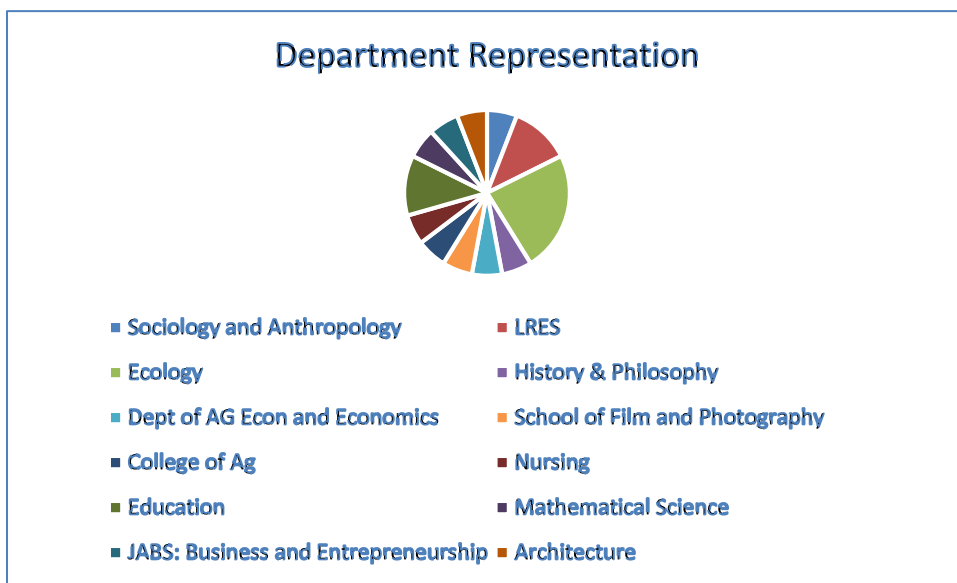 Department Representation
Sociology and Anthropology LRES
Ecology History & Philosophy
Dept of AG Econ and Economics School of Film and Photography
College of Ag Nursing
Education Mathematical Science
JABS: Business and Entrepreneurship Architecture